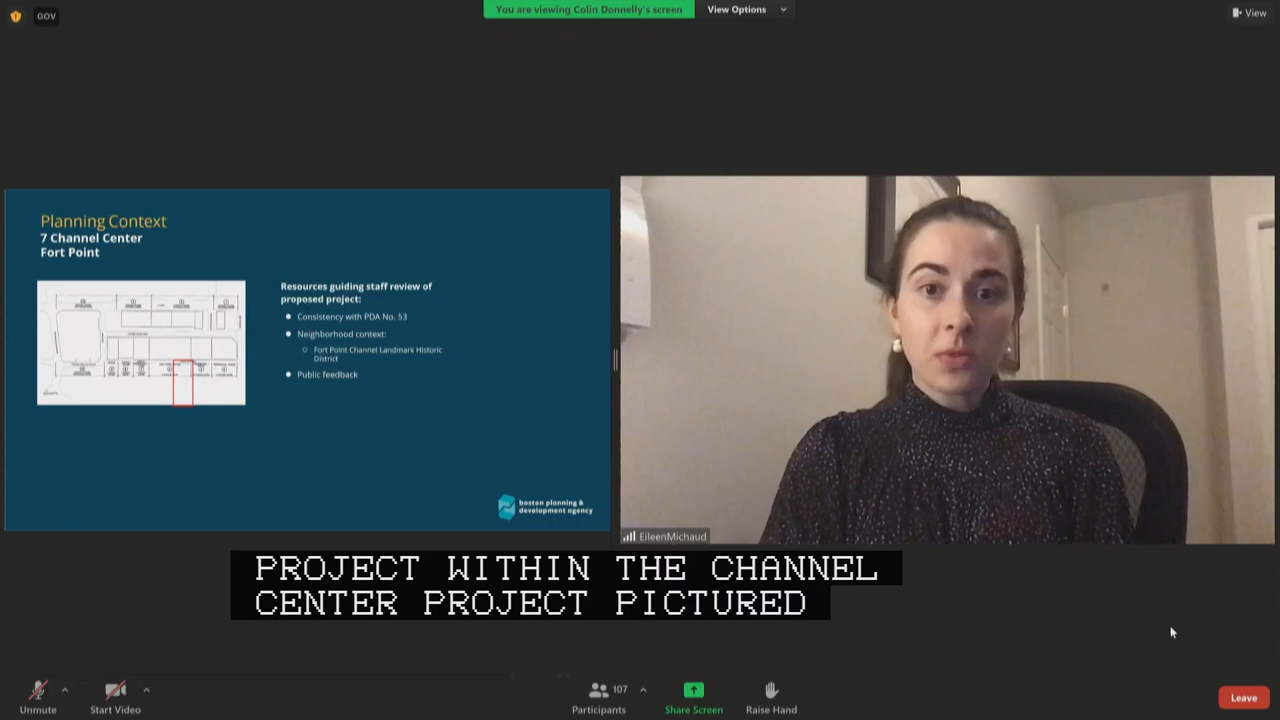 GOV
You are viewing Colin Donnelly's screen
View Options
View
Planning Context
7 Channel Center
Fort Point
Resources guiding staff review of
proposed project:
Consistency with PDA No. 53
Neighborhood context:
Fort Point Channel Landmark Historic
District
Public feedback
boston planning &
development agency
EileenMichaud
PROJECT WITHIN THE CHANNEL
CENTER PROJECT PICTURED
Unmute
Start Video
107
Participants
Share Screen
Raise Hand
Leave